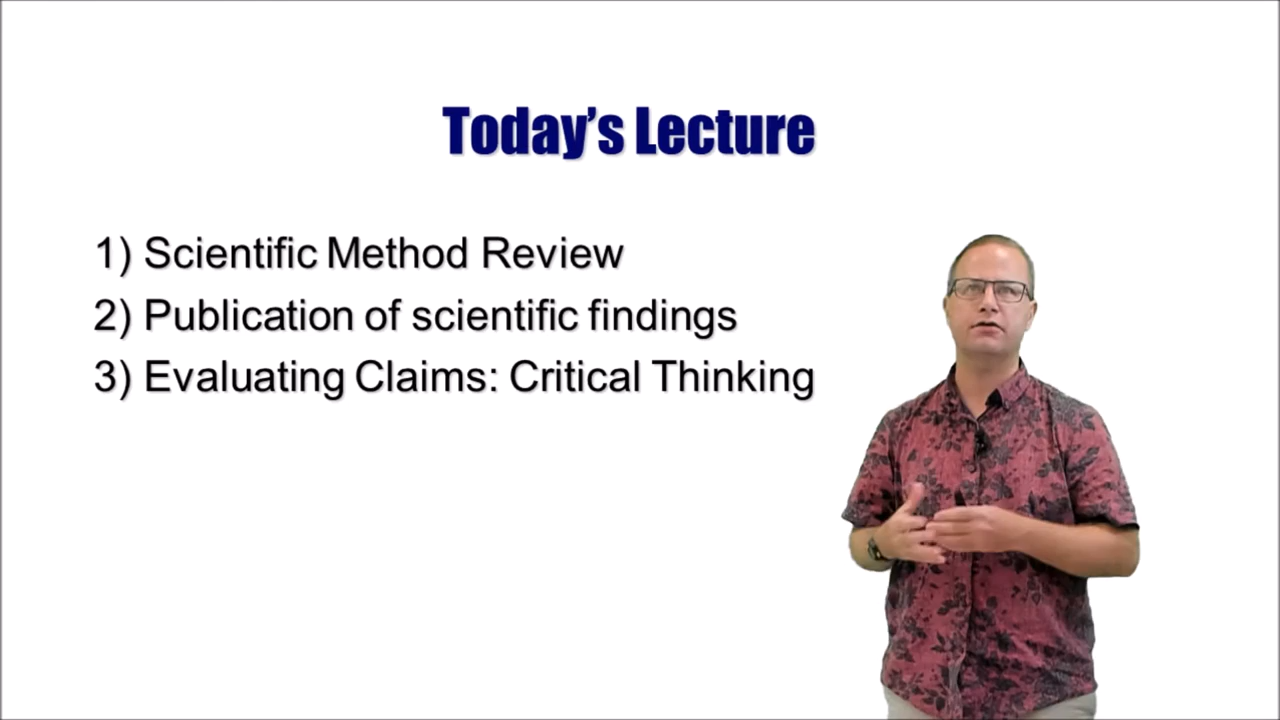 Today’s Lecture
1) Scientific Method Review
2) Publication of scientific findings
3) Evaluating Claims: Critical Thinking